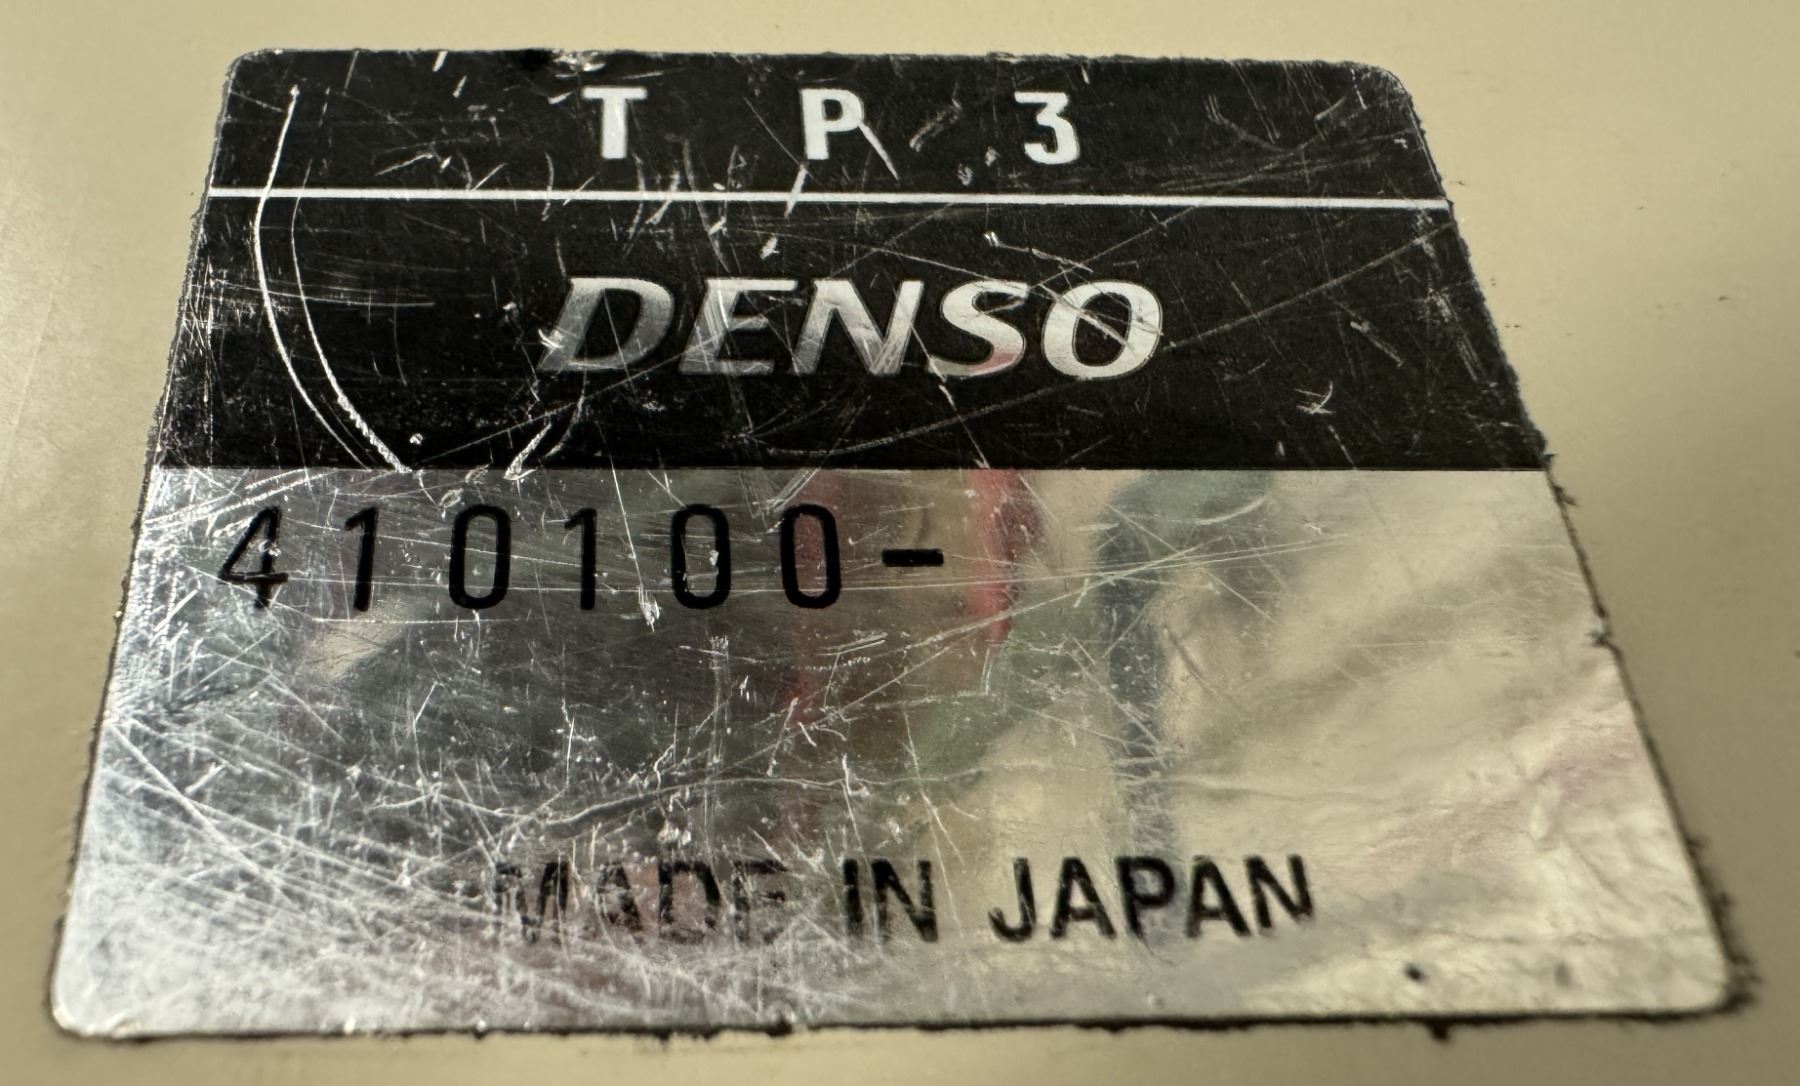 T P 3
DENSO
410100-
MADE IN JAPAN